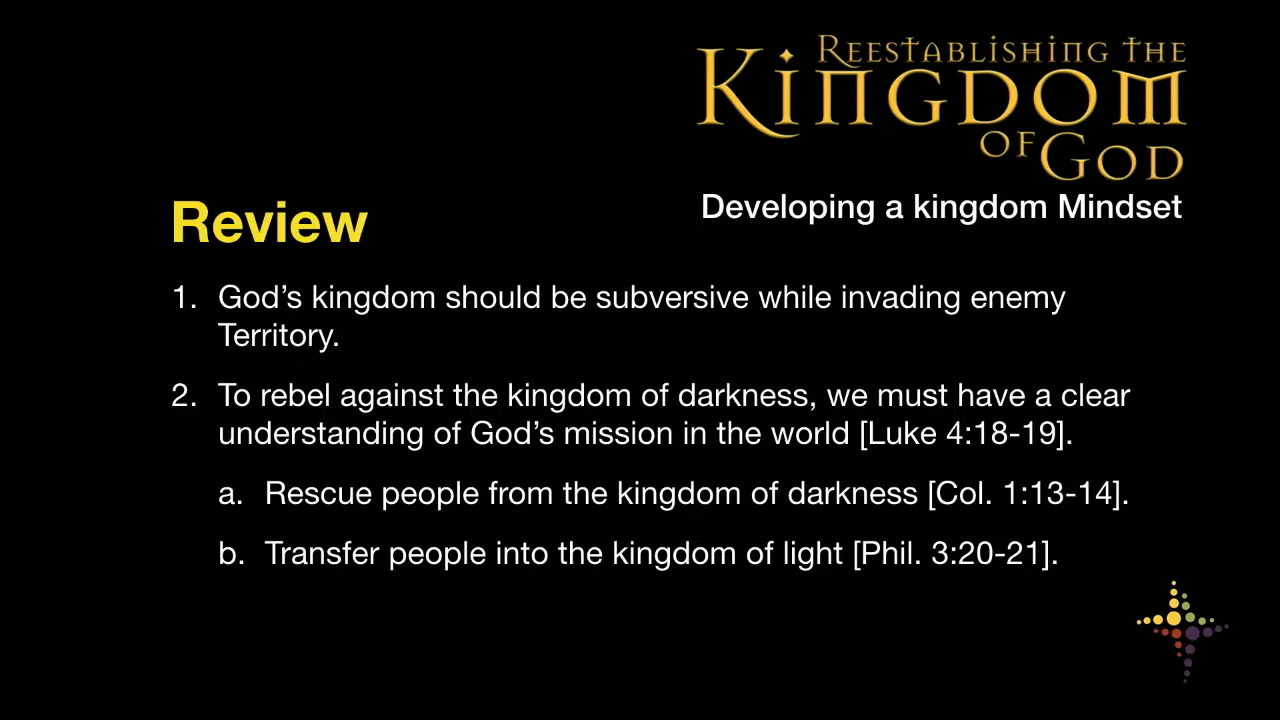 Reestablishing the
Kingdom
of God
Developing a kingdom Mindset
Review
1. God's kingdom should be subversive while invading enemy
Territory.
2. To rebel against the kingdom of darkness, we must have a clear
understanding of God's mission in the world [Luke 4:18-19].
a. Rescue people from the kingdom of darkness [Col. 1:13-14].
b. Transfer people into the kingdom of light [Phil. 3:20-21].